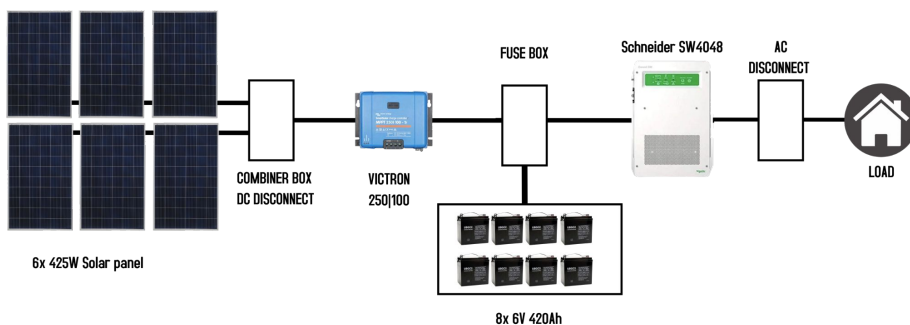 6x 425W Solar panel
COMBINER BOX
DC DISCONNECT
VICTRON
250|100
FUSE BOX
8x 6V 420Ah
Schneider SW4048
AC
DISCONNECT
LOAD